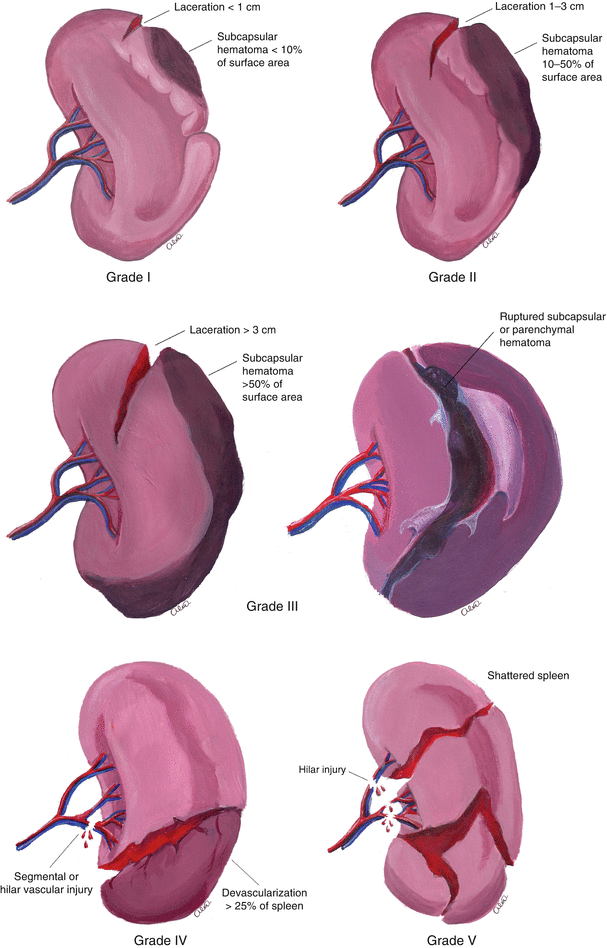 Laceration < 1 cm
Subcapsular
hematoma < 10%
of surface area
Grade I
Laceration 1–3 cm
Subcapsular
hematoma
10–50% of
surface area
Grade II
Laceration > 3 cm
Subcapsular
hematoma
>50% of
surface area
Ruptured subcapsular
or parenchymal
hematoma
Grade III
Segmental or
hilar vascular injury
Devascularization
> 25% of spleen
Grade IV
Shattered spleen
Hilar injury
Grade V